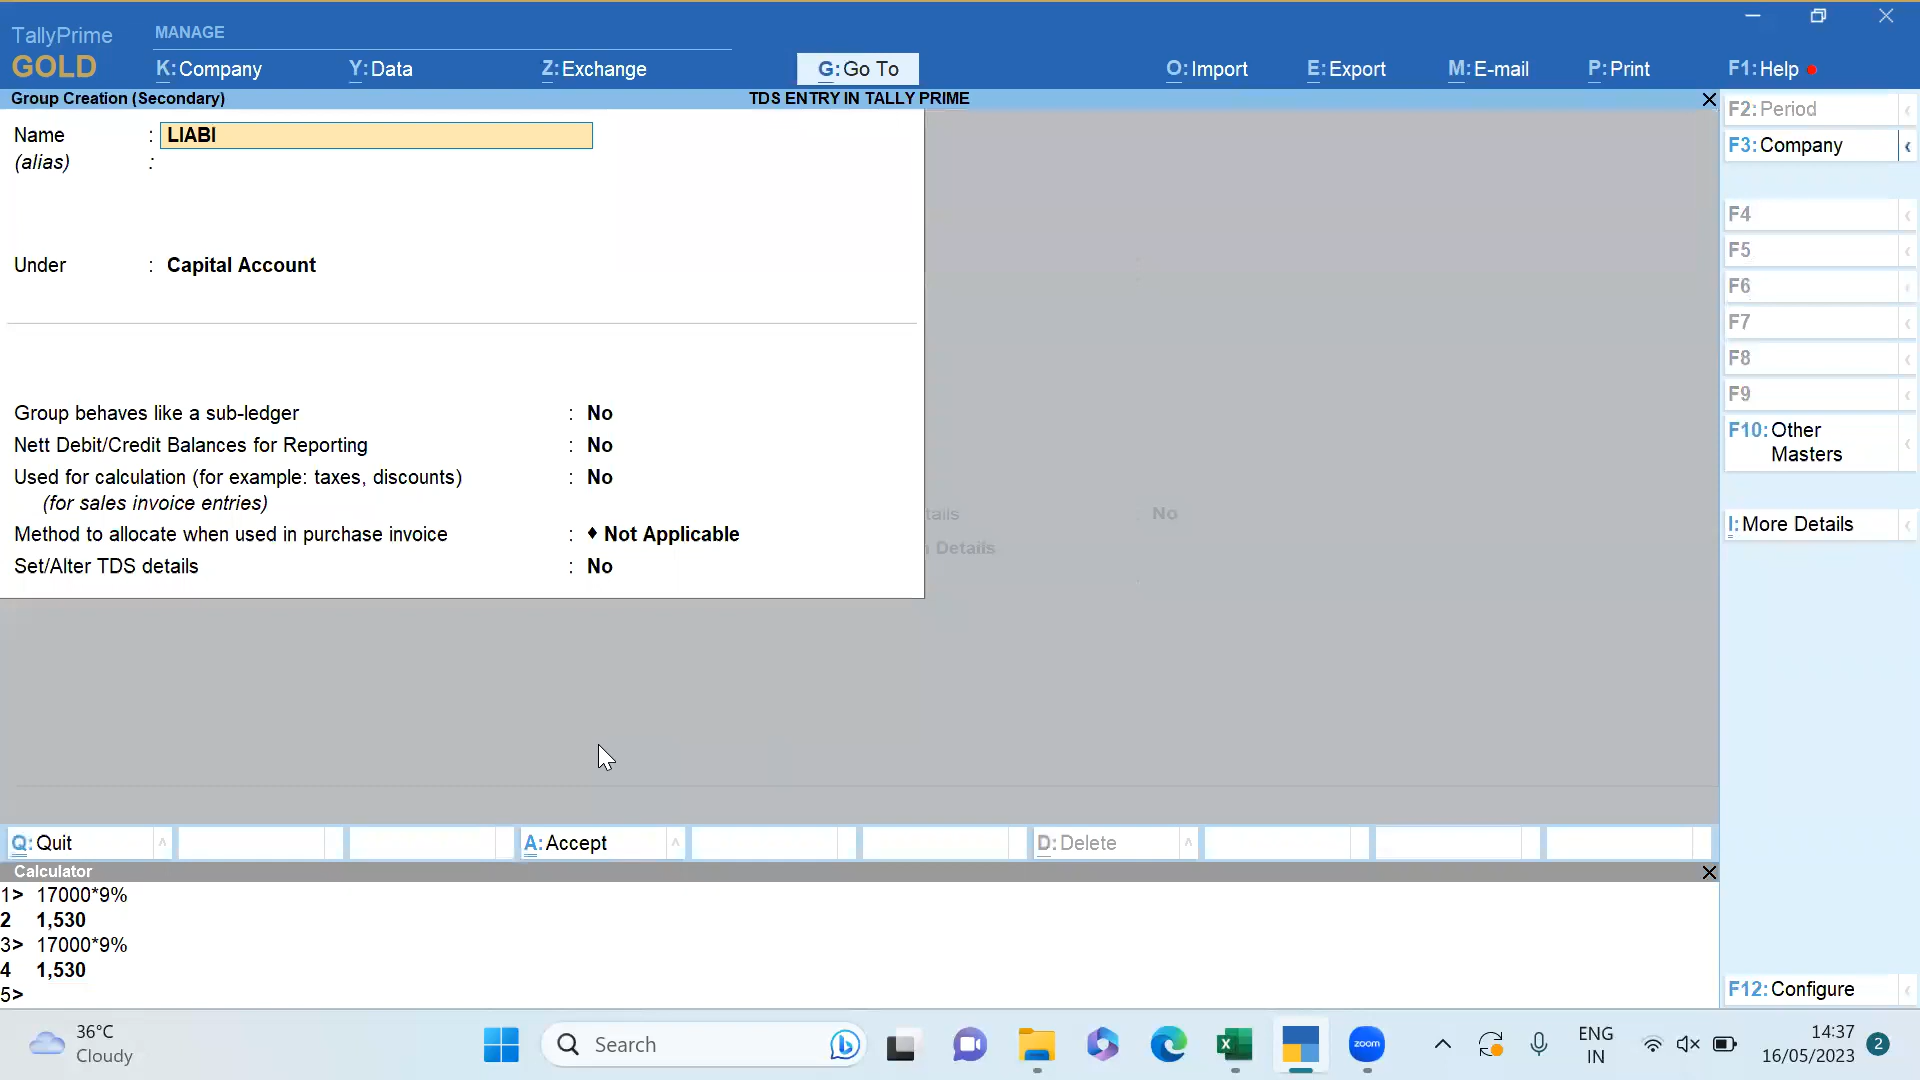 TallyPrime
GOLD
MANAGE
K:Company
Y:Data
Z:Exchange
G:Go To
O:Import
E:Export
M:E-mail
P:Print
F1:Help
Group Creation (Secondary)
TDS ENTRY IN TALLY PRIME
Name : LIABI
(alias) :
Under : Capital Account
Group behaves like a sub-ledger : No
Nett Debit/Credit Balances for Reporting : No
Used for calculation (for example: taxes, discounts) : No
(for sales invoice entries)
Method to allocate when used in purchase invoice : ♦ Not Applicable
Set/Alter TDS details : No
tails No
Details
F2:Period
F3:Company
F4
F5
F6
F7
F8
F9
F10:Other
Masters
I:More Details
F12:Configure
Q:Quit
A:Accept
D:Delete
Calculator
1> 17000*9%
2 1,530
3> 17000*9%
4 1,530
5>
36°C
Cloudy
Search
zoom
ENG
IN
14:37
16/05/2023
2